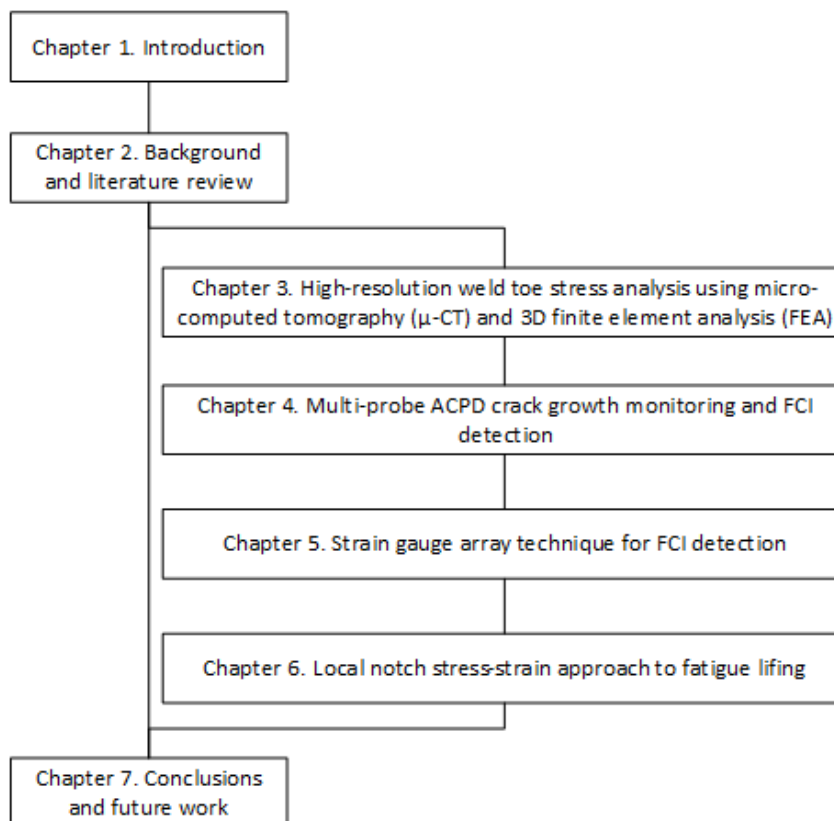 Chapter 1. Introduction
Chapter 2. Background
and literature review
Chapter 3. High-resolution weld toe stress analysis using micro-
computed tomography (μ-CT) and 3D finite element analysis (FEA)
Chapter 4. Multi-probe ACPD crack growth monitoring and FCI
detection
Chapter 5. Strain gauge array technique for FCI detection
Chapter 6. Local notch stress-strain approach to fatigue lifing
Chapter 7. Conclusions
and future work